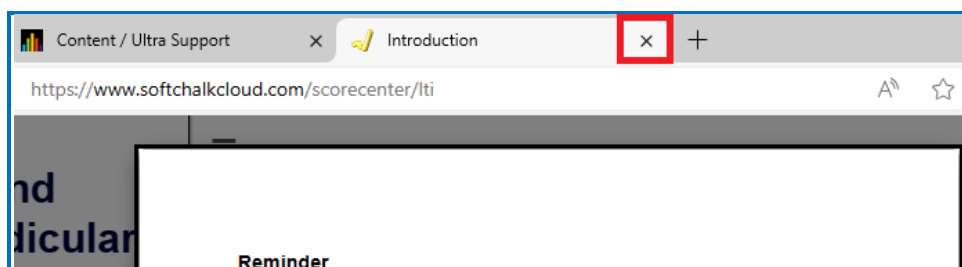 Content / Ultra Support
Introduction
https://www.softchalkcloud.com/scorecenter/lti
nd
dicular
Reminder